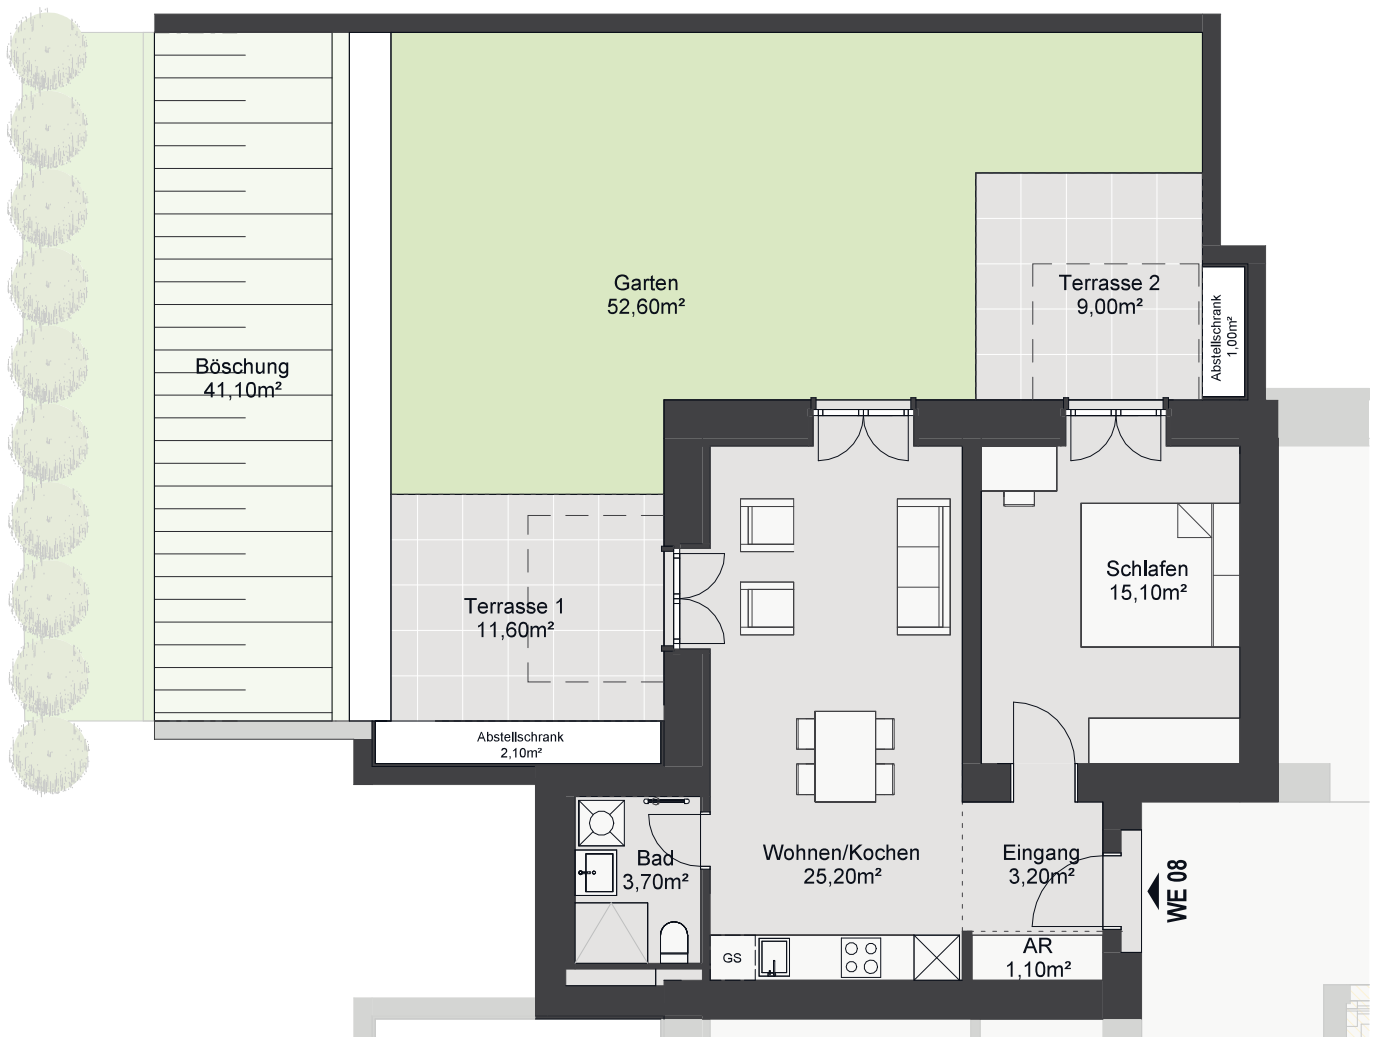 Garten
52,60m²
Terrasse 2
9,00m²
Abstellschrank
1,00m²
Böschung
41,10m²
Terrasse 1
11,60m²
Schlafen
15,10m²
Abstellschrank
2,10m²
Bad
3,70m²
Wohnen/Kochen
25,20m²
Eingang
3,20m²
WE 08
GS
AR
1,10m²